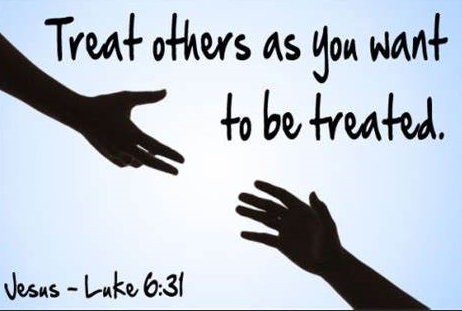 Treat others as you want
to be treated.
Jesus - Luke 6:31